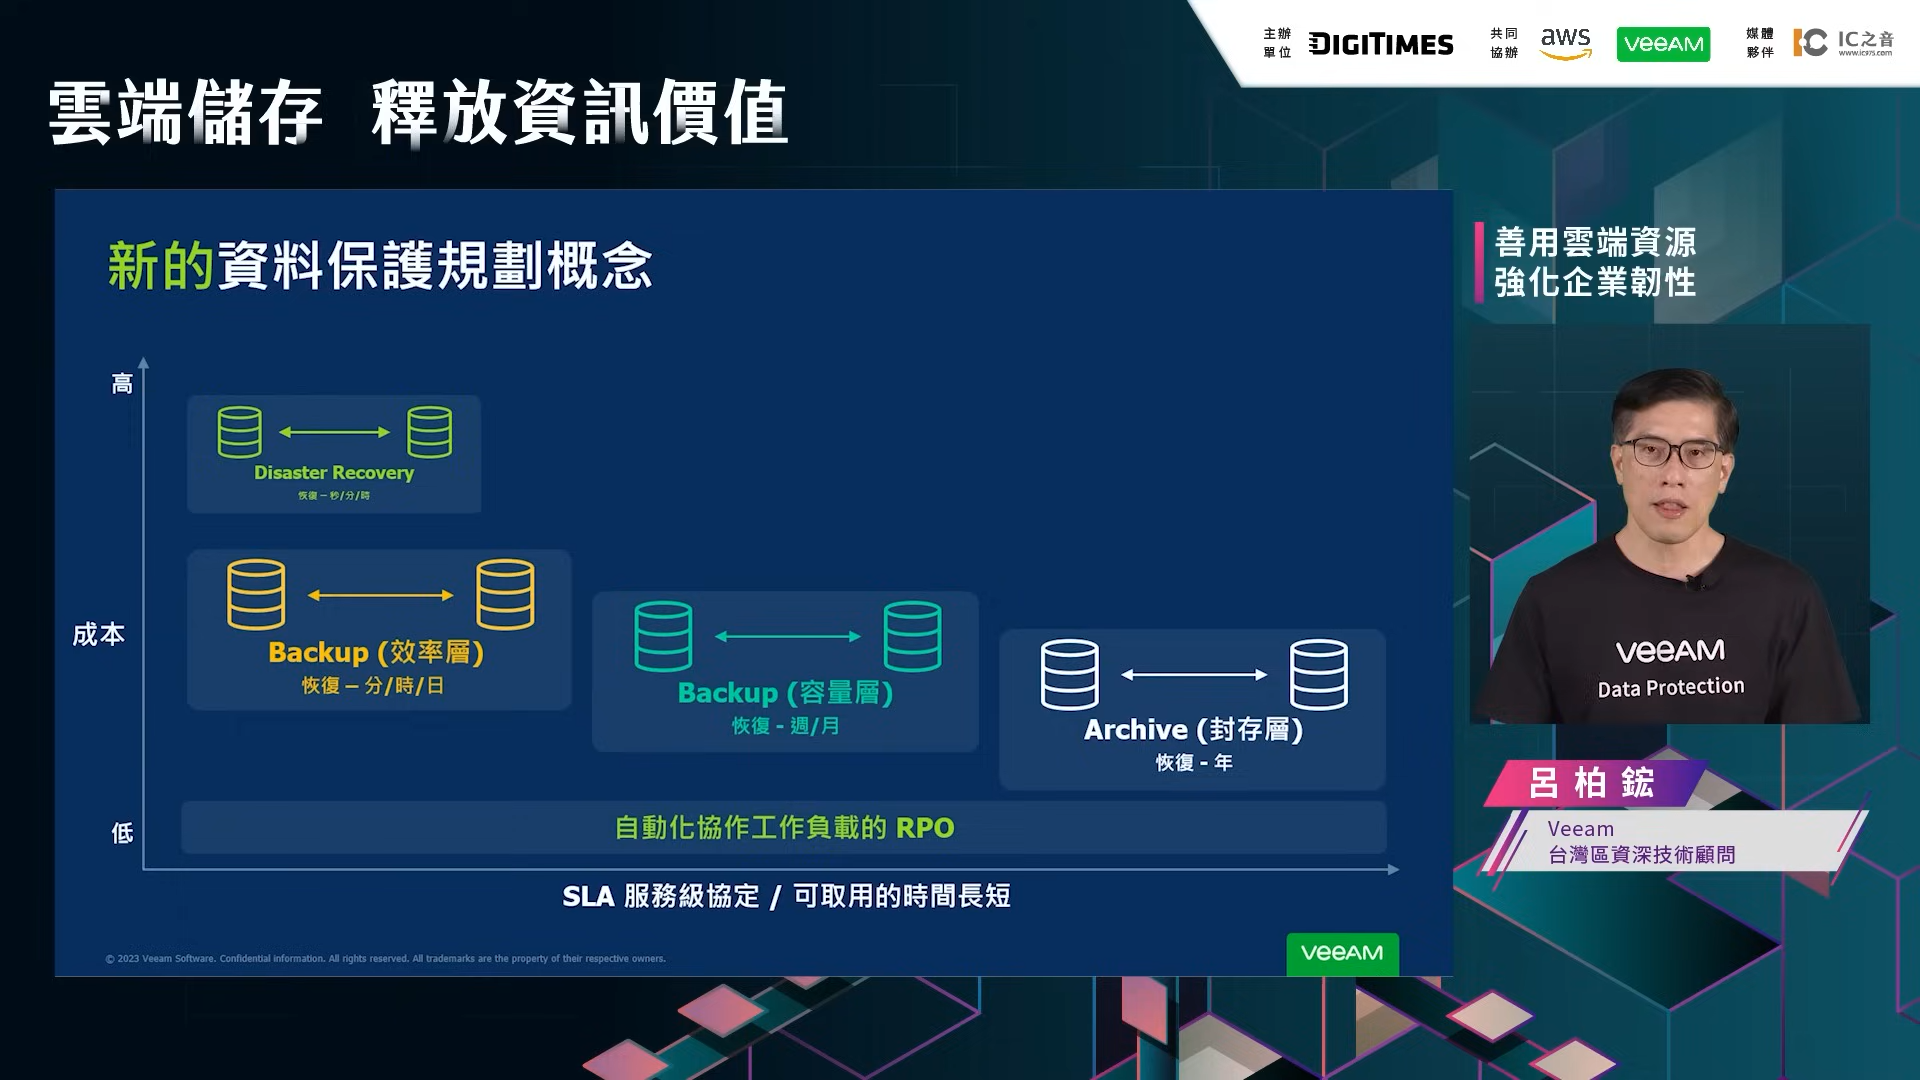 主辦
單位
DIGITIMES
共同
協辦
aws
veeAM
媒體
夥伴
IC之音
www.ic975.com
雲端儲存 釋放資訊價值
新的資料保護規劃概念
高
Disaster Recovery
恢復 – 秒/分/時
Backup (效率層)
恢復 – 分/時/日
成本
Backup (容量層)
恢復 - 週/月
Archive (封存層)
恢復 - 年
低
自動化協作工作負載的 RPO
SLA 服務級協定 / 可取用的時間長短
© 2023 Veeam Software. Confidential information. All rights reserved. All trademarks are the property of their respective owners.
veeAM
善用雲端資源
強化企業韌性
veeAM
Data Protection
呂柏鋐
Veeam
台灣區資深技術顧問